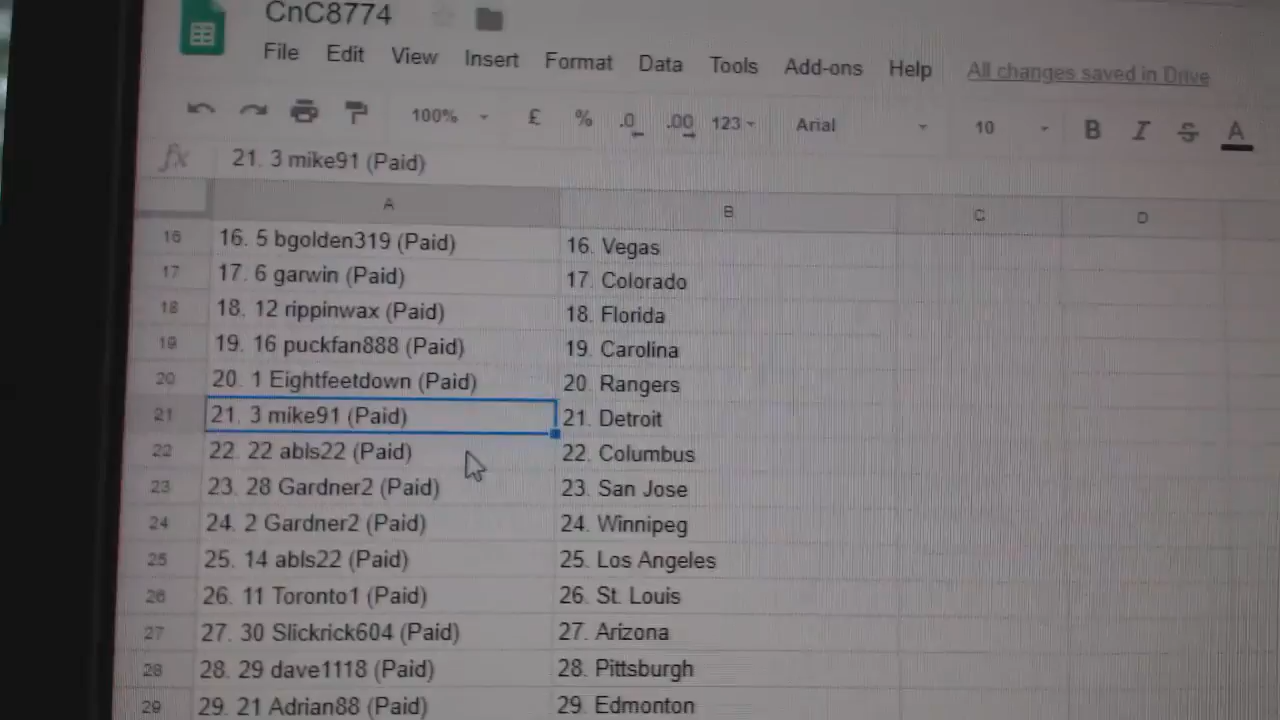 CnC8774
File Edit View Insert Format Data Tools Add-ons Help All changes saved in Drive
100% £ % .0 .00 123 Arial 10 B I S A
fx 21. 3 mike91 (Paid)
A B C D
16 16. 5 bgolden319 (Paid) 16. Vegas
17 17. 6 garwin (Paid) 17. Colorado
18 18. 12 rippinwax (Paid) 18. Florida
19 19. 16 puckfan888 (Paid) 19. Carolina
20 20. 1 Eightfeetdown (Paid) 20. Rangers
21 21. 3 mike91 (Paid) 21. Detroit
22 22. 22 abls22 (Paid) 22. Columbus
23 23. 28 Gardner2 (Paid) 23. San Jose
24 24. 2 Gardner2 (Paid) 24. Winnipeg
25 25. 14 abls22 (Paid) 25. Los Angeles
26 26. 11 Toronto1 (Paid) 26. St. Louis
27 27. 30 Slickrick604 (Paid) 27. Arizona
28 28. 29 dave1118 (Paid) 28. Pittsburgh
29 29. 21 Adrian88 (Paid) 29. Edmonton